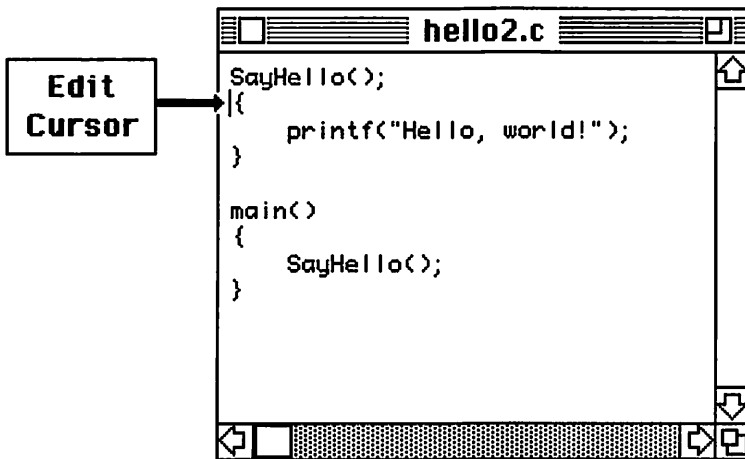 hello2.c
Edit
Cursor
SayHello();
{
    printf("Hello, world!");
}
main()
{
    SayHello();
}